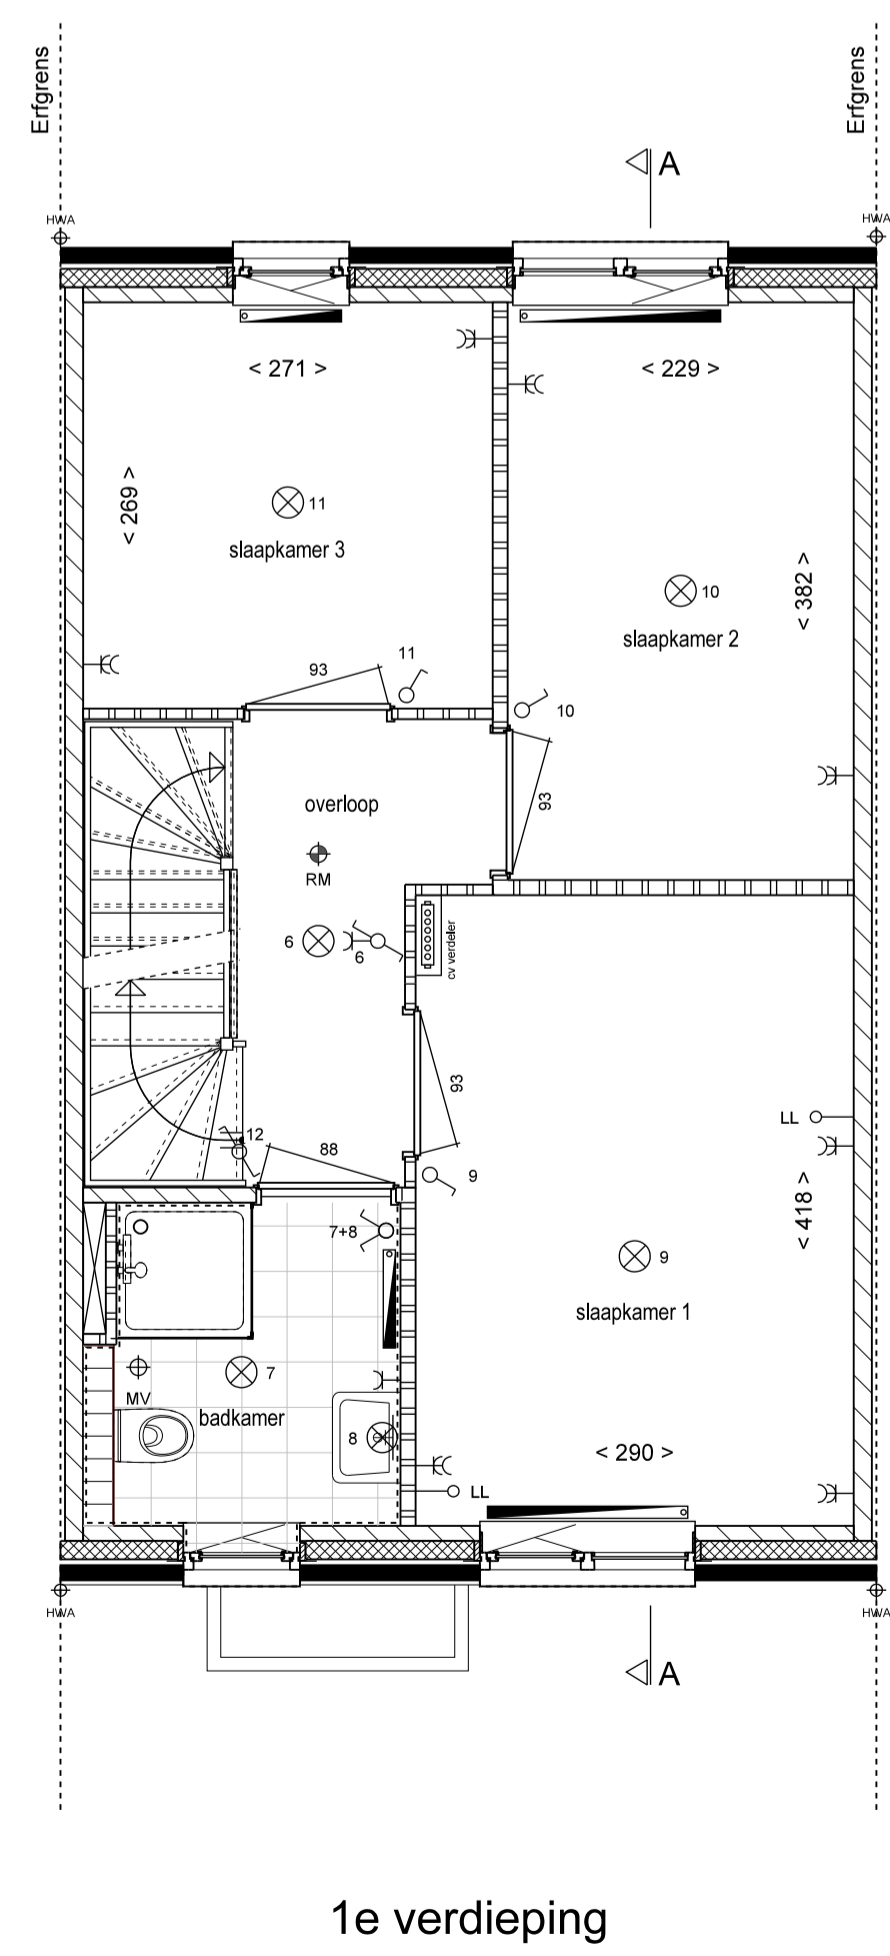 Erfgrens
Erfgrens
A
HWA
HWA
< 271 >
< 229 >
< 269 >
11
slaapkamer 3
< 382 >
10
slaapkamer 2
11
93
10
overloop
93
RM
6
6
cv verdeler
93
LL
12
88
9
< 418 >
7+8
9
slaapkamer 1
7
MV
badkamer
8
< 290 >
LL
HWA
HWA
A
1e verdieping